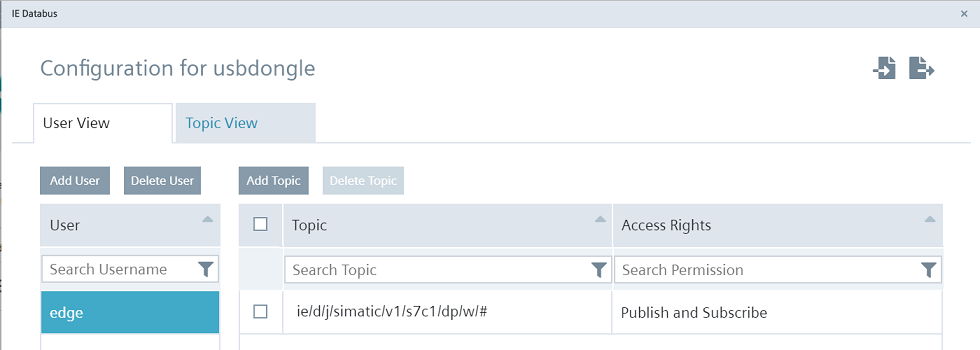 IE Databus
Configuration for usbdongle
User View
Topic View
Add User
Delete User
Add Topic
Delete Topic
User
Topic
Access Rights
Search Username
Search Topic
Search Permission
edge
ie/d/j/simatic/v1/s7c1/dp/w/#
Publish and Subscribe